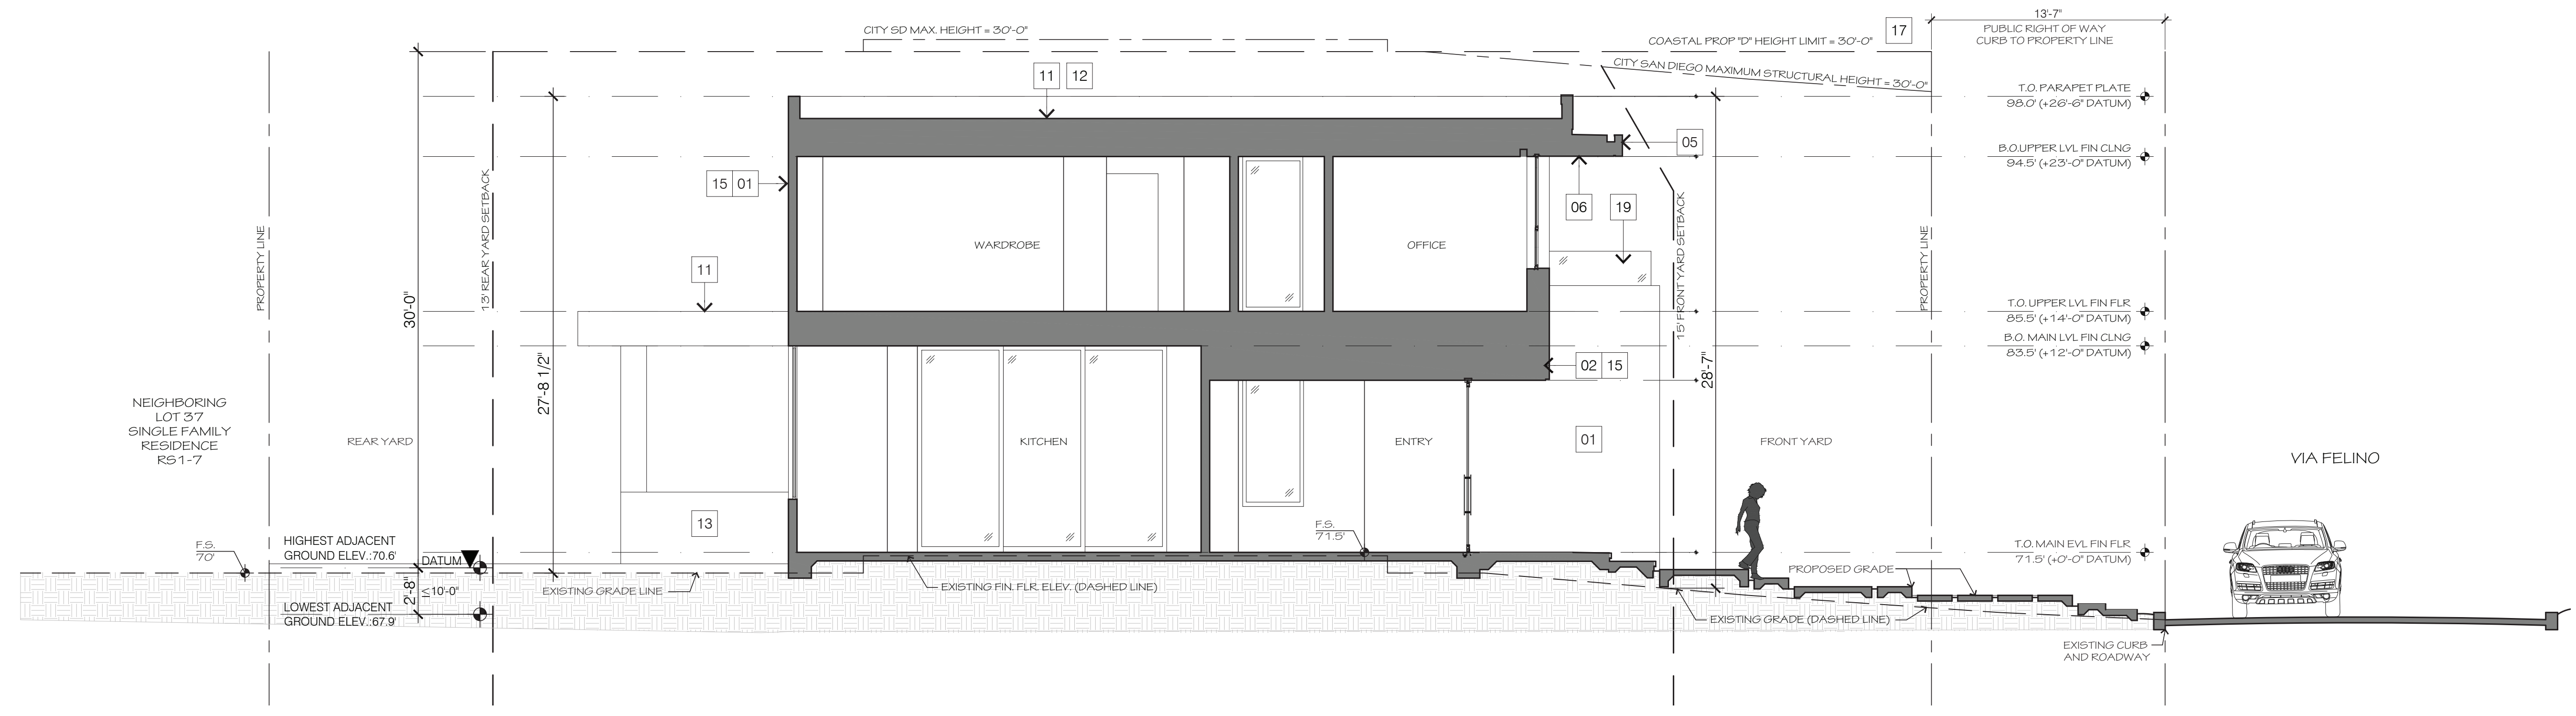 13'-7"
CITY SD MAX. HEIGHT = 30'-0"
17
PUBLIC RIGHT OF WAY
CURB TO PROPERTY LINE
COASTAL PROP "D" HEIGHT LIMIT = 30'-0"
CITY SAN DIEGO MAXIMUM STRUCTURAL HEIGHT = 30'-0"
11 12
T.O. PARAPET PLATE
98.0' (+26'-6" DATUM)
05
B.O.UPPER LVL FIN CLNG
94.5' (+23'-0" DATUM)
15 01
06
19
PROPERTY LINE
13' REAR YARD SETBACK
WARDROBE
OFFICE
15' FRONT YARD SETBACK
PROPERTY LINE
11
30'-0"
T.O. UPPER LVL FIN FLR
85.5' (+14'-0" DATUM)
B.O. MAIN LVL FIN CLNG
83.5' (+12'-0" DATUM)
27'-8 1/2"
02 15
28'-7"
NEIGHBORING
LOT 37
SINGLE FAMILY
RESIDENCE
RS1-7
REAR YARD
KITCHEN
ENTRY
01
FRONT YARD
VIA FELINO
13
F.S.
71.5'
F.S.
70'
HIGHEST ADJACENT
GROUND ELEV.:70.6'
DATUM
T.O. MAIN EVL FIN FLR
71.5' (+0'-0" DATUM)
PROPOSED GRADE
2'-8"
≤10'-0"
EXISTING GRADE LINE
EXISTING FIN. FLR. ELEV. (DASHED LINE)
LOWEST ADJACENT
GROUND ELEV.:67.9'
EXISTING GRADE (DASHED LINE)
EXISTING CURB
AND ROADWAY